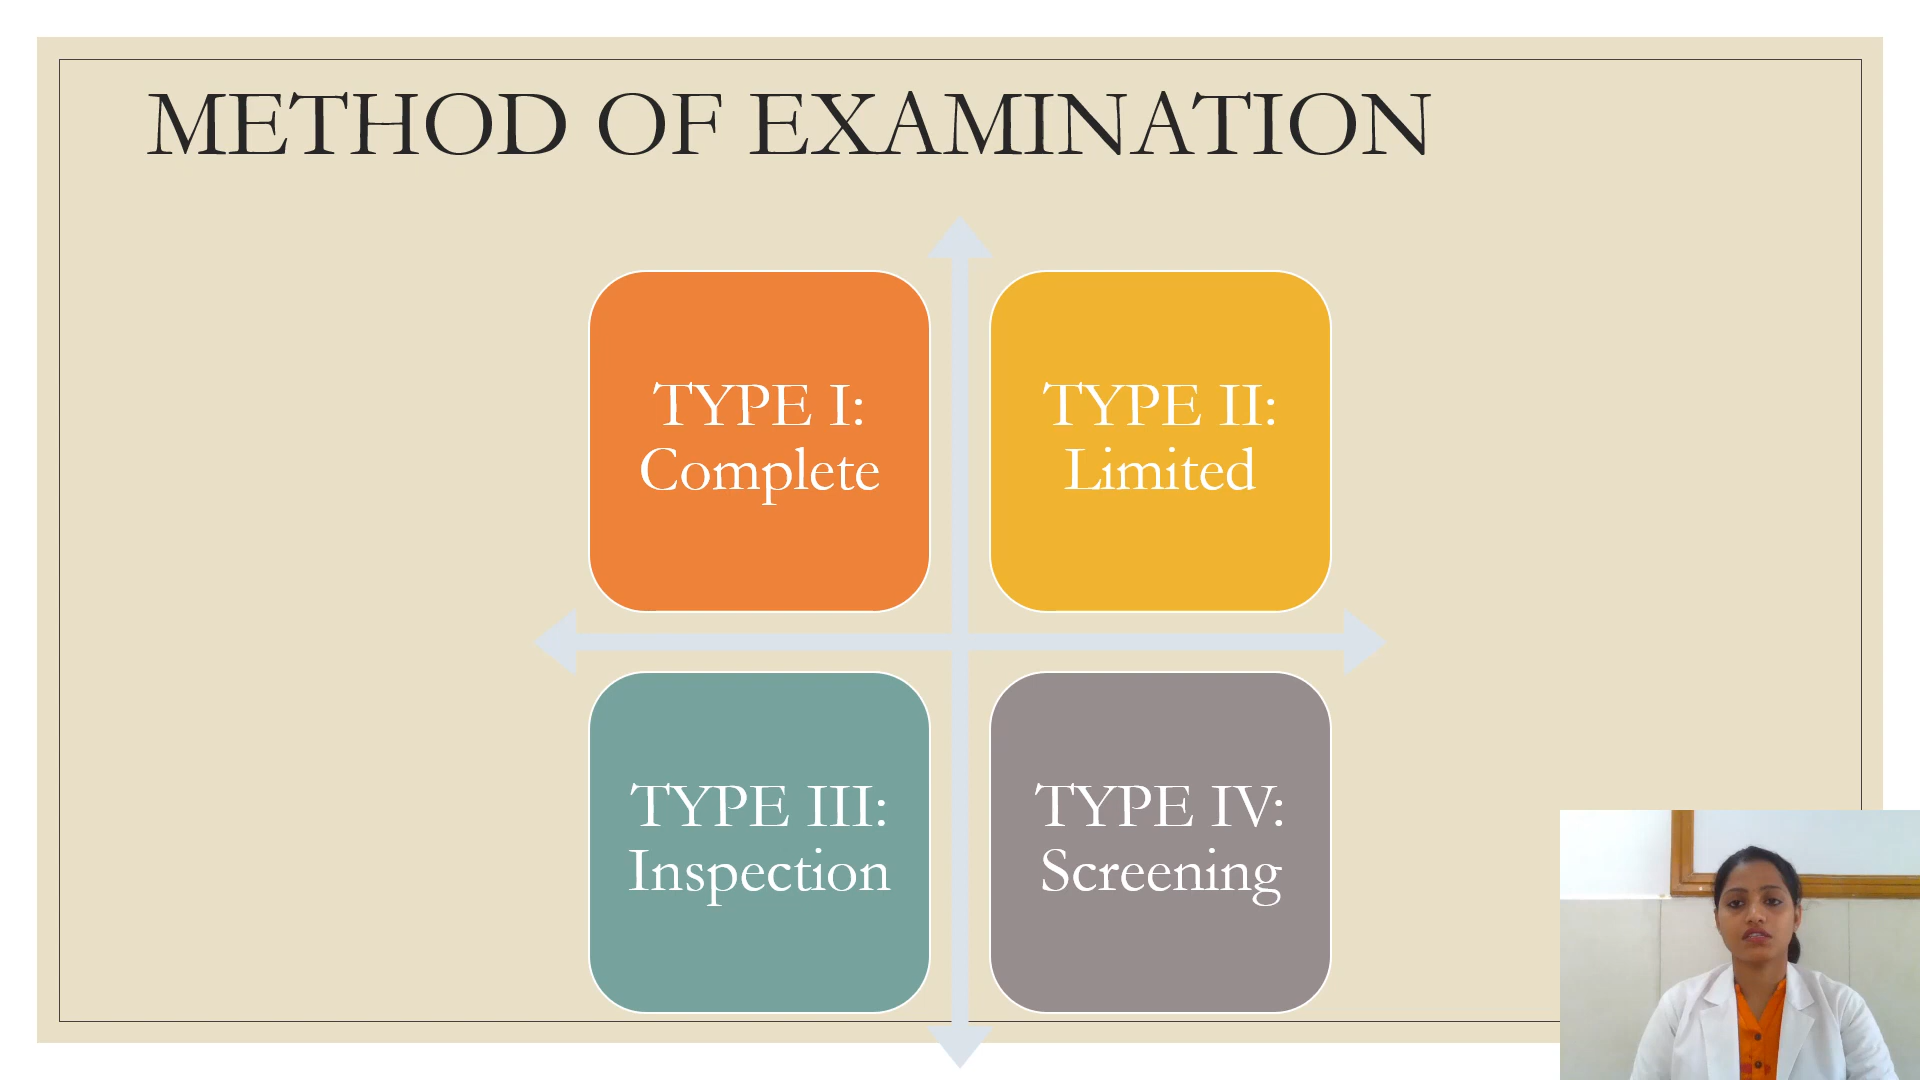 METHOD OF EXAMINATION
TYPE I:
Complete
TYPE II:
Limited
TYPE III:
Inspection
TYPE IV:
Screening